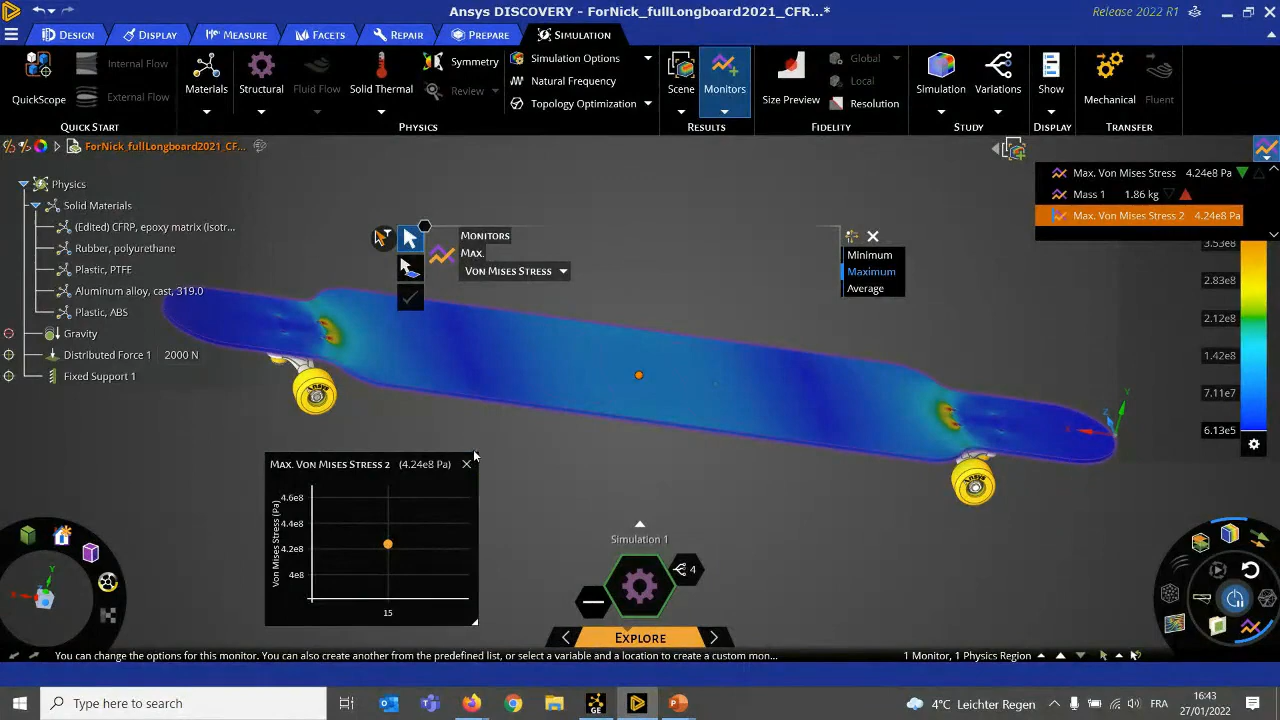 Ansys DISCOVERY - ForNick_fullLongboard2021_CFR...*
Release 2022 R1
DESIGN
DISPLAY
MEASURE
FACETS
REPAIR
PREPARE
SIMULATION
QuickScope
Internal Flow
External Flow
QUICK START
Materials
Structural
Fluid Flow
Solid Thermal
Symmetry
Review
PHYSICS
Simulation Options
Natural Frequency
Topology Optimization
Scene
Monitors
RESULTS
Size Preview
Global
Local
Resolution
FIDELITY
Simulation
Variations
STUDY
Show
DISPLAY
Mechanical
Fluent
TRANSFER
ForNick_fullLongboard2021_CF...
Physics
Solid Materials
(Edited) CFRP, epoxy matrix (isotr...
Rubber, polyurethane
Plastic, PTFE
Aluminum alloy, cast, 319.0
Plastic, ABS
Gravity
Distributed Force 1 2000 N
Fixed Support 1
MONITORS
MAX.
VON MISES STRESS
Minimum
Maximum
Average
Max. Von Mises Stress 4.24e8 Pa
Mass 1 1.86 kg
Max. Von Mises Stress 2 4.24e8 Pa
3.53e8
2.83e8
2.12e8
1.42e8
7.11e7
6.13e5
Y
Z
X
Ansys
Ansys
MAX. VON MISES STRESS 2 (4.24e8 Pa)
Von Mises Stress (Pa)
4.6e8
4.4e8
4.2e8
4e8
15
Simulation 1
4
EXPLORE
Y
You can change the options for this monitor. You can also create another from the predefined list, or select a variable and a location to create a custom mon...
1 Monitor, 1 Physics Region
Type here to search
GE
4°C Leichter Regen
FRA
16:43
27/01/2022